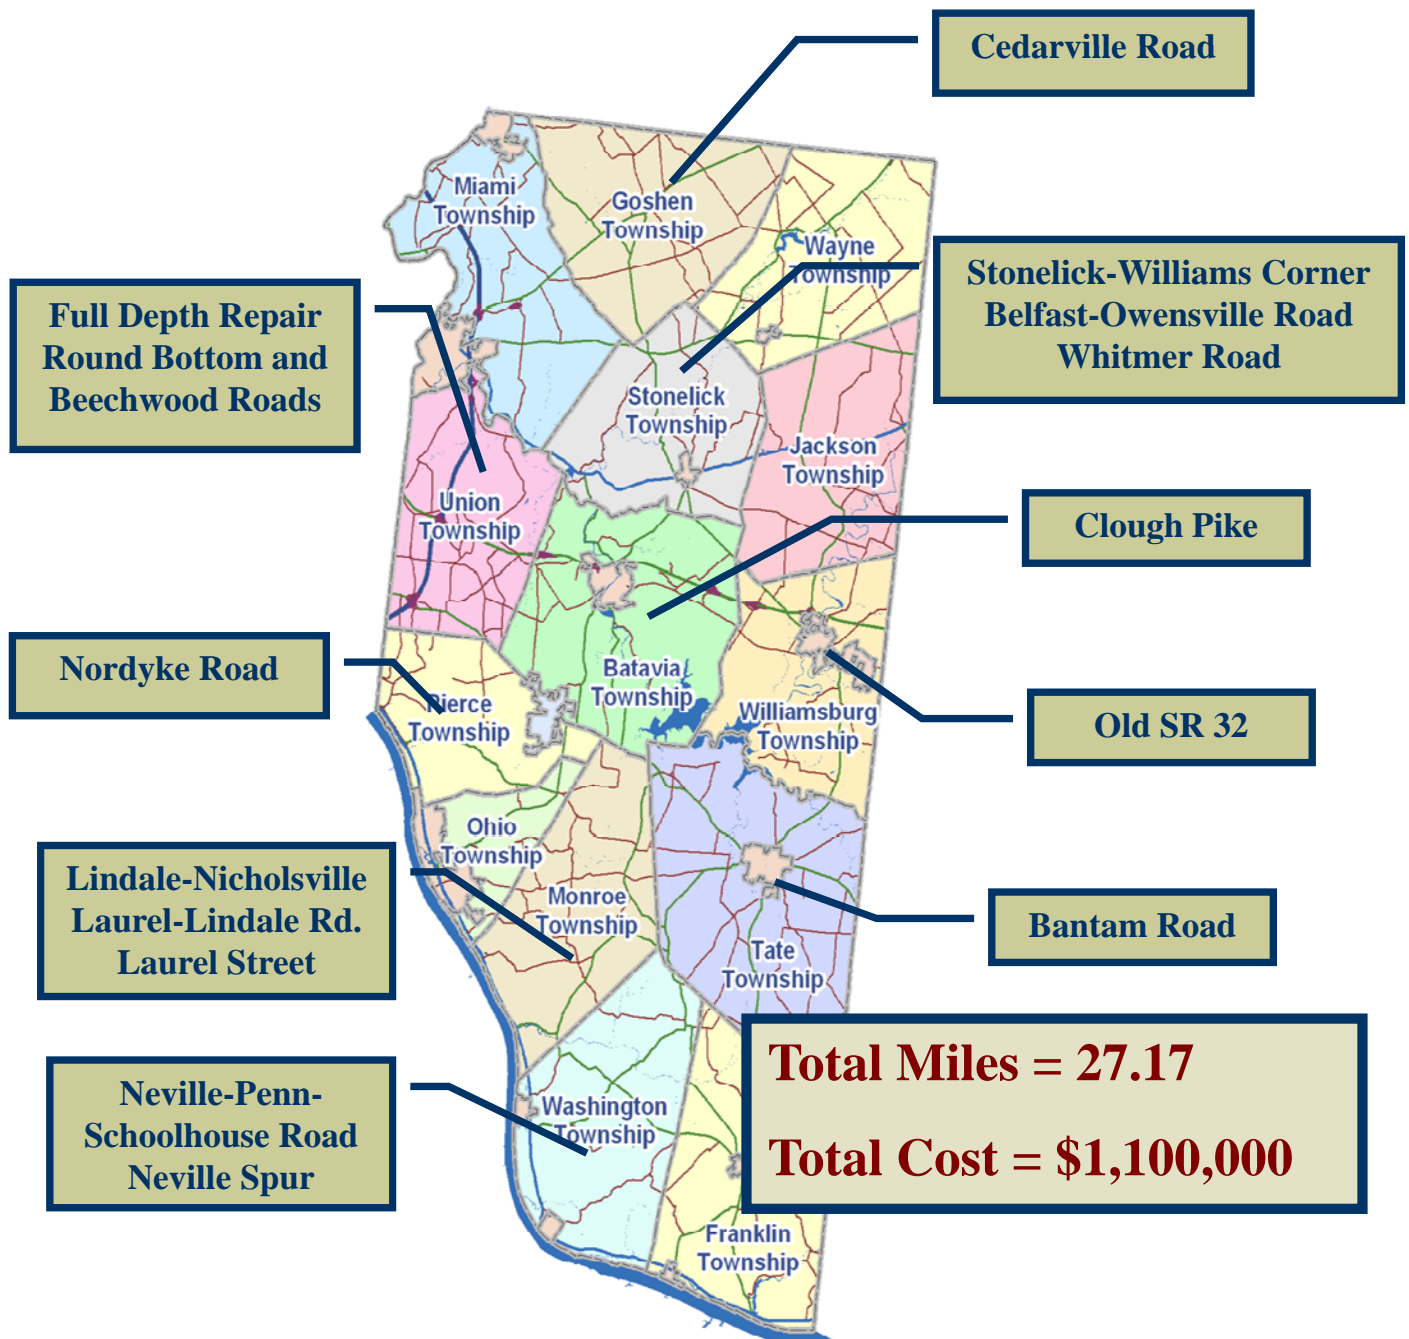 Cedarville Road
Miami
Township
Goshen
Township
Wayne
Township
Stonelick-Williams Corner
Belfast-Owensville Road
Whitmer Road
Full Depth Repair
Round Bottom and
Beechwood Roads
Stonelick
Township
Jackson
Township
Union
Township
Clough Pike
Nordyke Road
Batavia
Township
Pierce
Township
Williamsburg
Township
Old SR 32
Ohio
Township
Lindale-Nicholsville
Laurel-Lindale Rd.
Laurel Street
Monroe
Township
Bantam Road
Tate
Township
Total Miles = 27.17
Total Cost = $1,100,000
Neville-Penn-
Schoolhouse Road
Neville Spur
Washington
Township
Franklin
Township